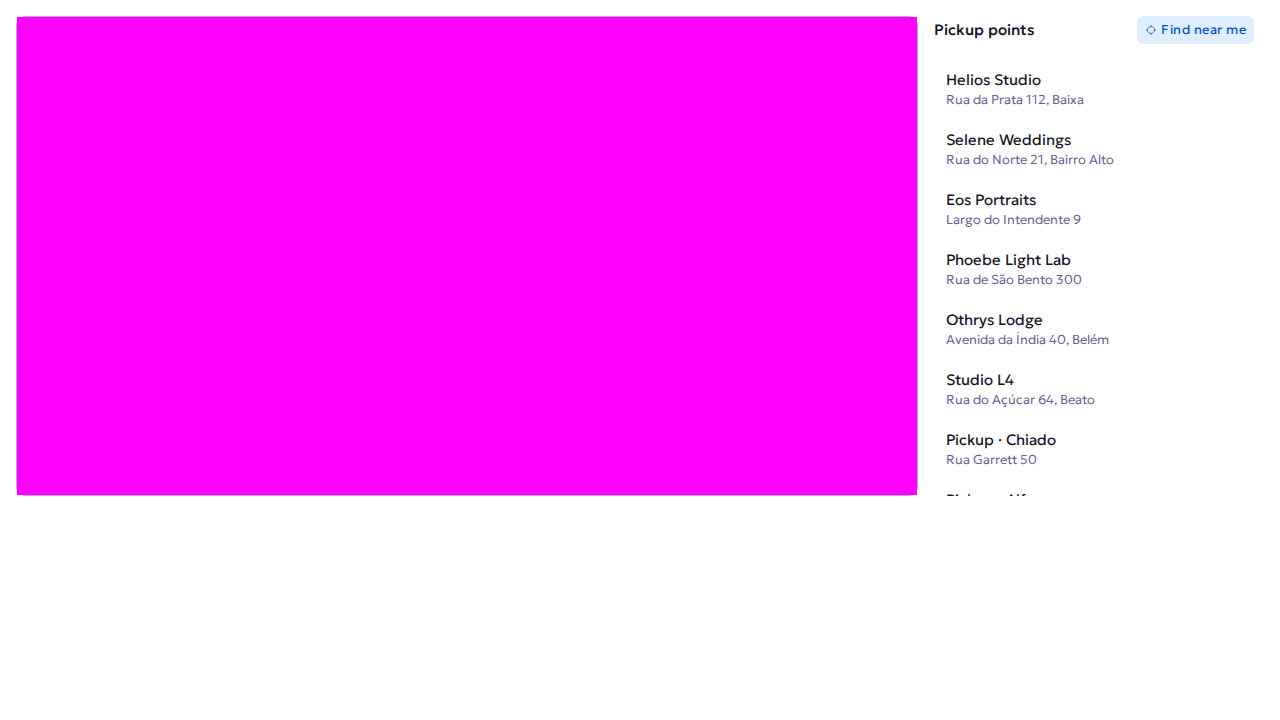 Pickup points
Find near me
Helios Studio
Rua da Prata 112, Baixa
Selene Weddings
Rua do Norte 21, Bairro Alto
Eos Portraits
Largo do Intendente 9
Phoebe Light Lab
Rua de São Bento 300
Othrys Lodge
Avenida da Índia 40, Belém
Studio L4
Rua do Açúcar 64, Beato
Pickup · Chiado
Rua Garrett 50